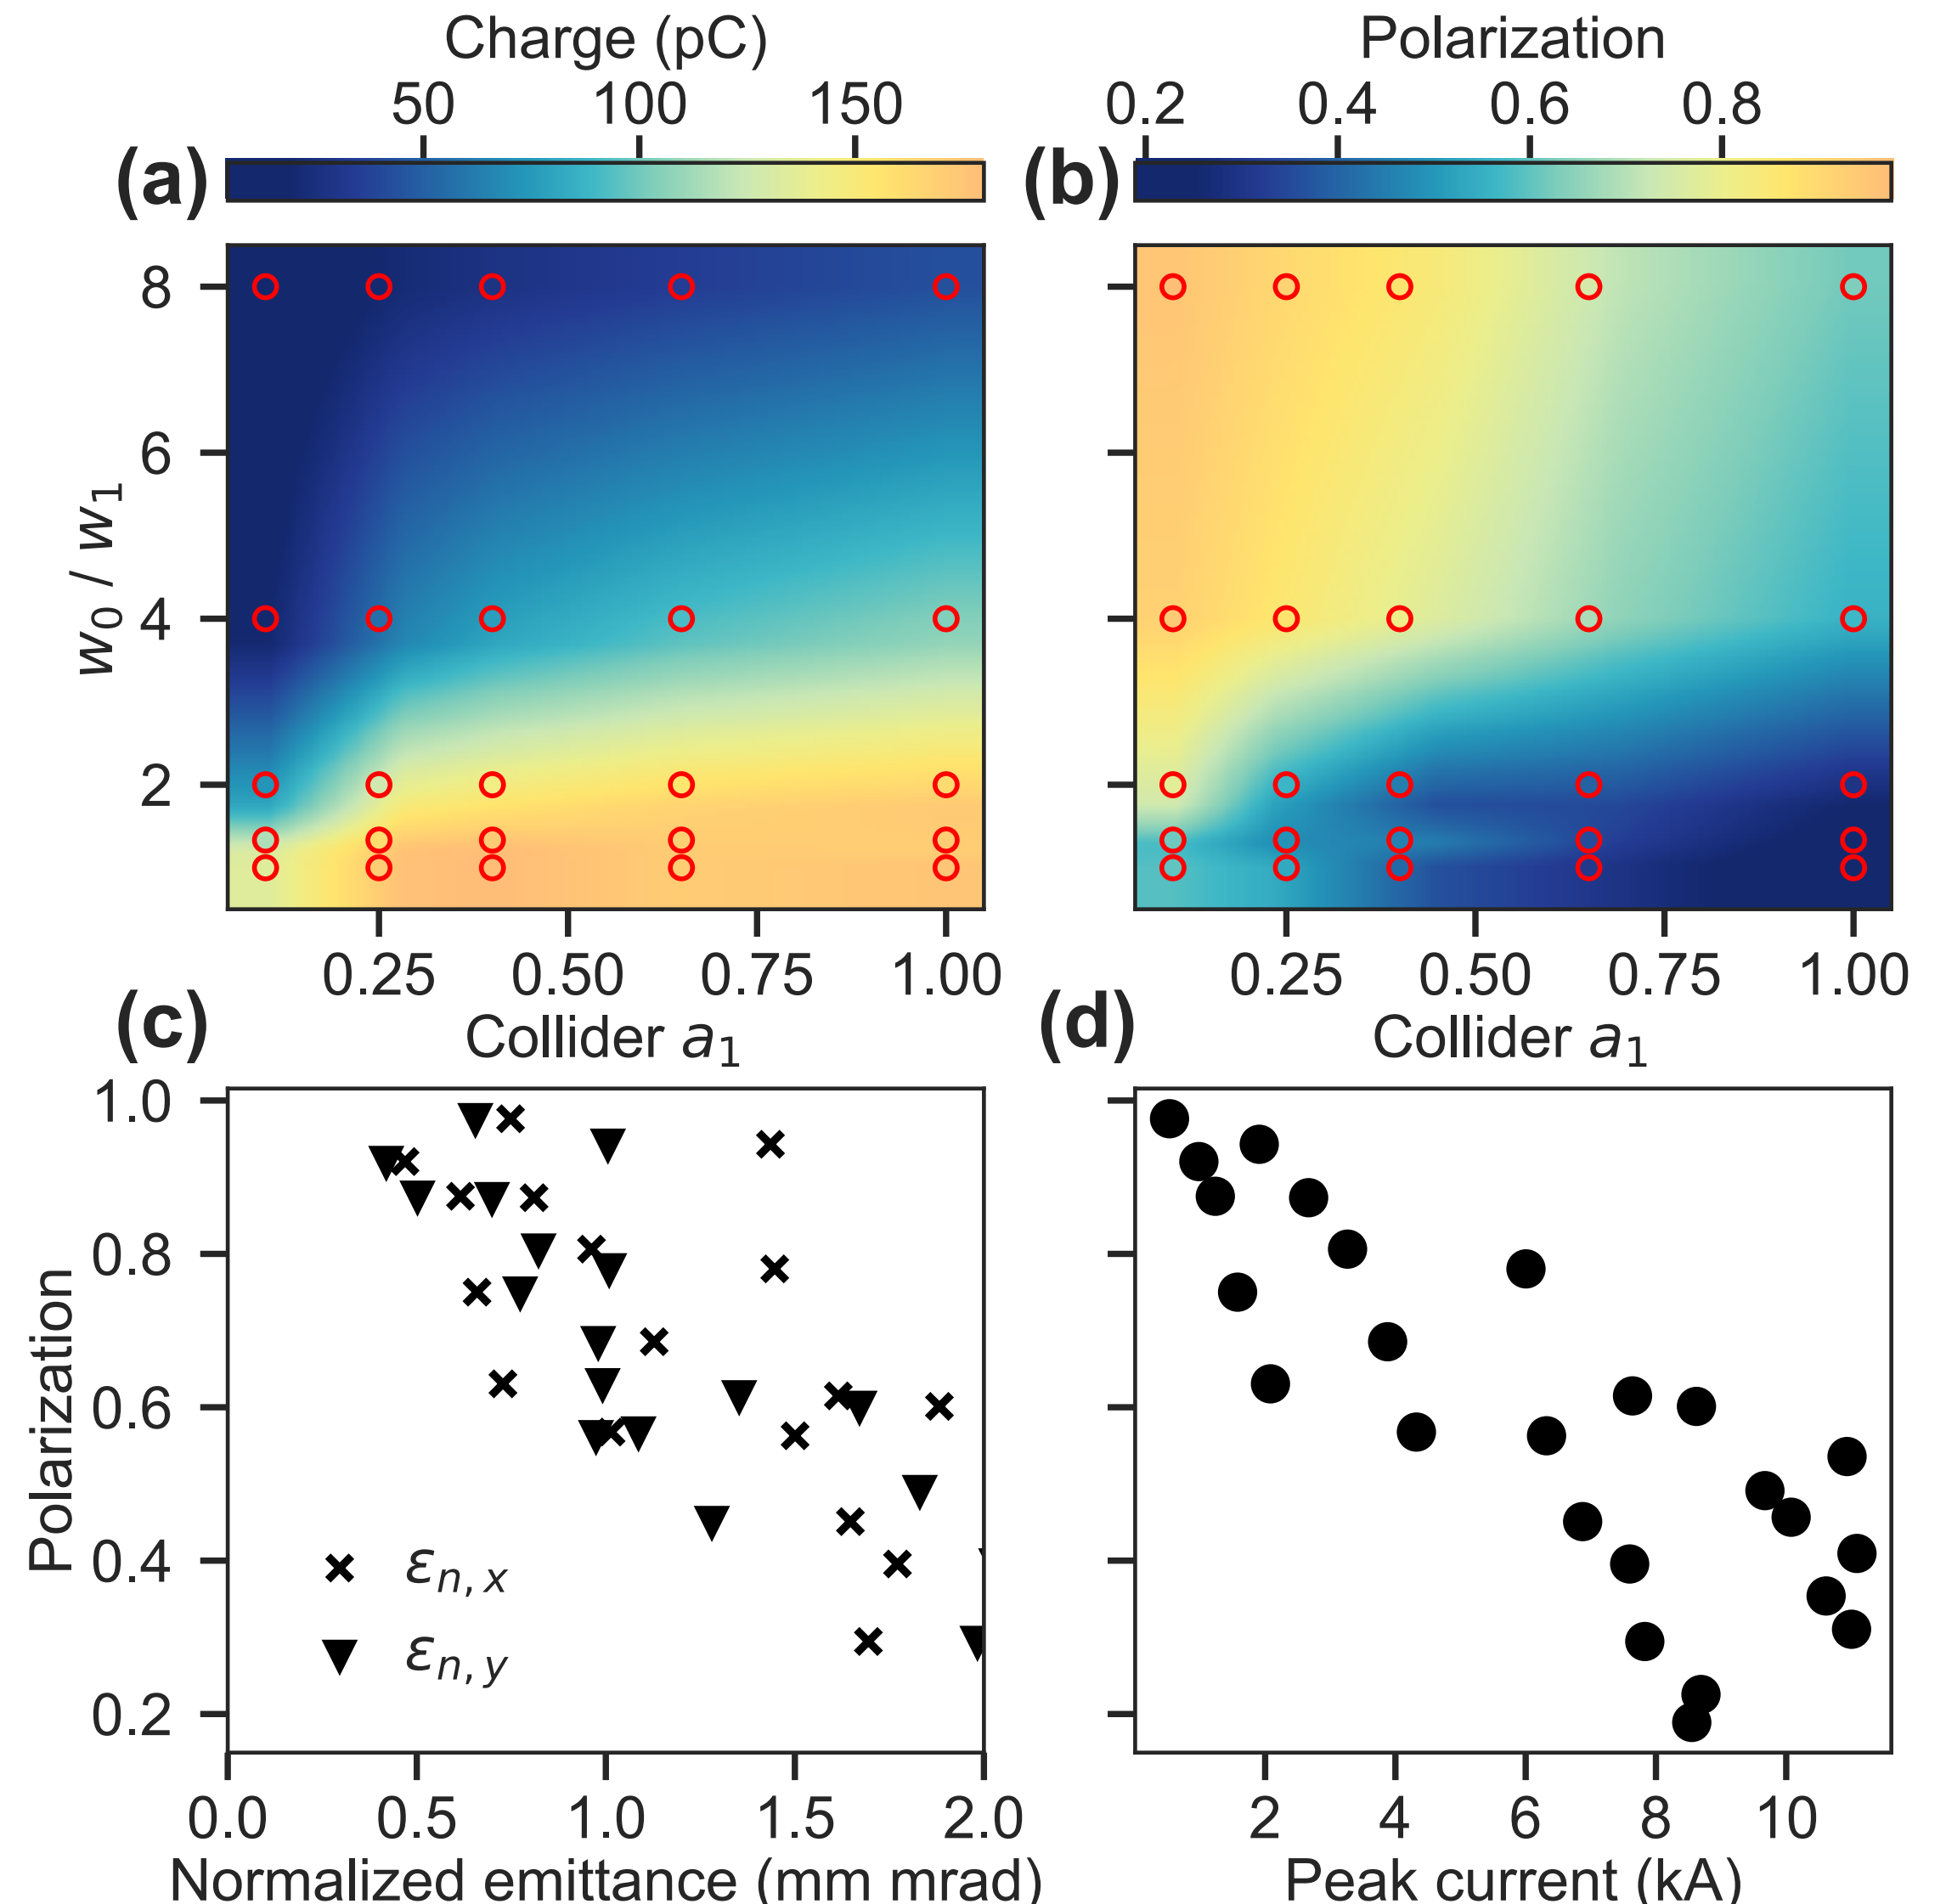 Charge (pC)
50 100 150
(a)
Polarization
0.2 0.4 0.6 0.8
(b)
8
6
4
2
w0 / w1
0.25 0.50 0.75 1.00
Collider a1
0.25 0.50 0.75 1.00
Collider a1
(c)
1.0
0.8
0.6
0.4
0.2
Polarization
εn, x
εn, y
0.0 0.5 1.0 1.5 2.0
Normalized emittance (mm mrad)
(d)
2 4 6 8 10
Peak current (kA)